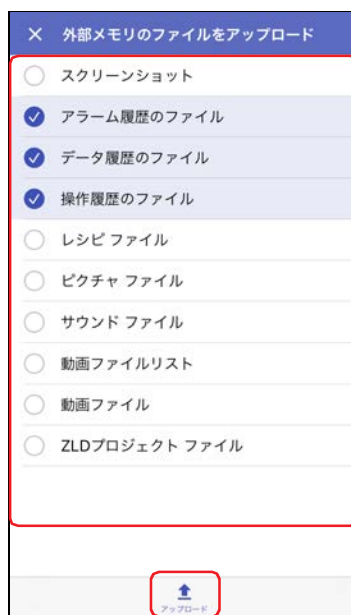 × 外部メモリのファイルをアップロード
スクリーンショット
アラーム履歴のファイル
データ履歴のファイル
操作履歴のファイル
レシピ ファイル
ピクチャ ファイル
サウンド ファイル
動画ファイルリスト
動画ファイル
ZLDプロジェクト ファイル
アップロード